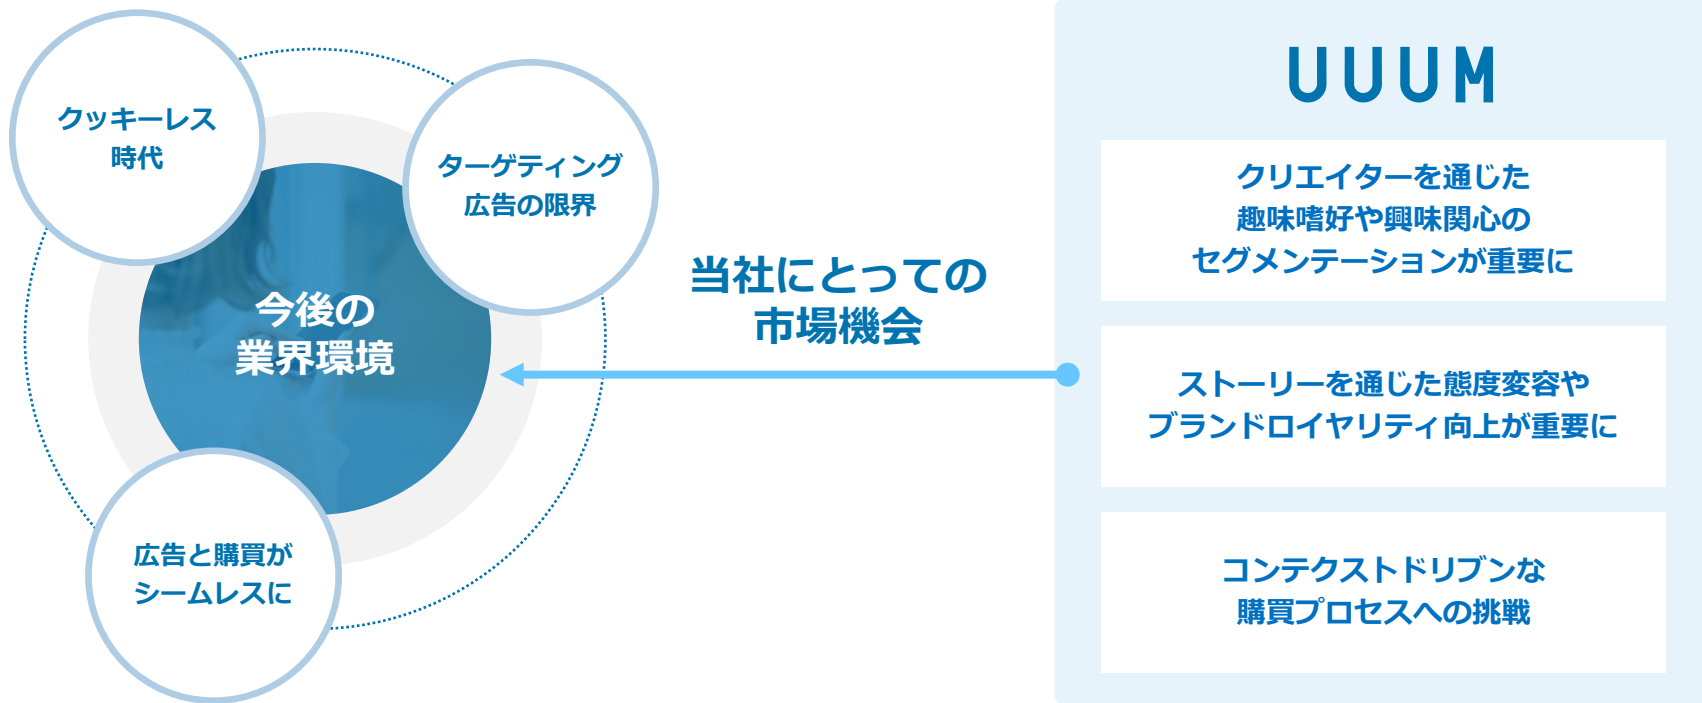 クッキーレス
時代
ターゲティング
広告の限界
今後の
業界環境
広告と購買が
シームレスに
当社にとっての
市場機会
UUUM
クリエイターを通じた
趣味嗜好や興味関心の
セグメンテーションが重要に
ストーリーを通じた態度変容や
ブランドロイヤリティ向上が重要に
コンテクストドリブンな
購買プロセスへの挑戦